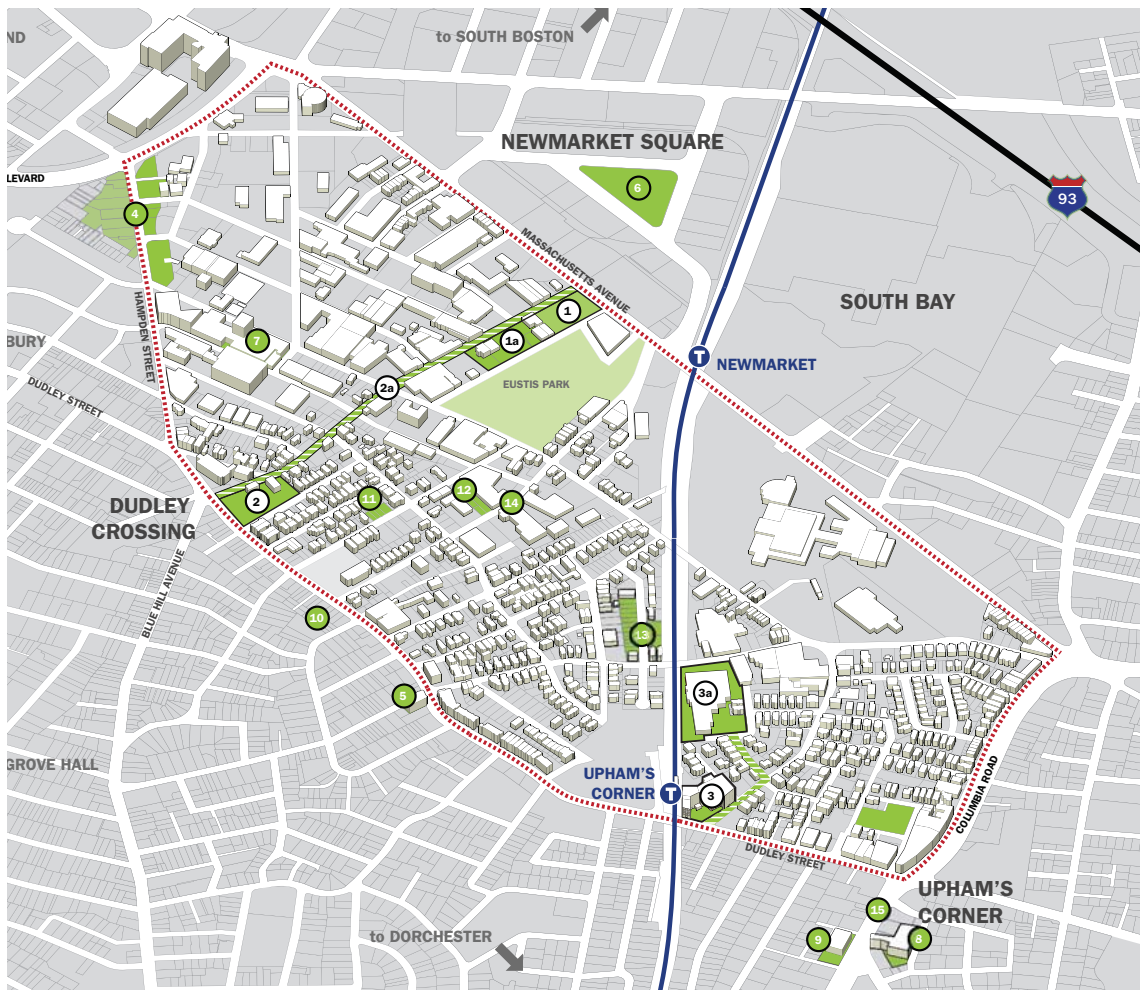 ND
to SOUTH BOSTON
NEWMARKET SQUARE
LEVARD
6
93
4
MASSACHUSETTS AVENUE
HAMPDEN STREET
SOUTH BAY
1
1a
7
BURY
T
NEWMARKET
DUDLEY STREET
2a
EUSTIS PARK
2
11
12
14
DUDLEY
CROSSING
BLUE HILL AVENUE
10
13
5
3a
GROVE HALL
UPHAM'S
CORNER
T
3
COLUMBIA ROAD
DUDLEY STREET
UPHAM'S
CORNER
15
to DORCHESTER
9
8